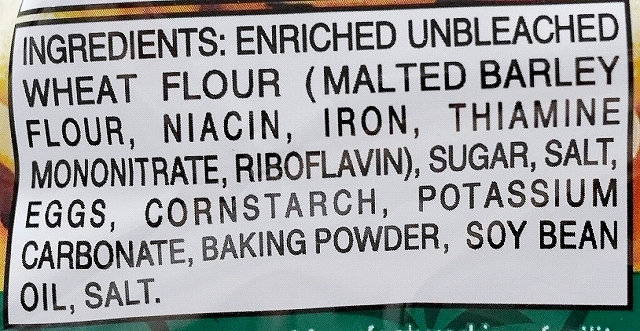 INGREDIENTS: ENRICHED UNBLEACHED
WHEAT FLOUR (MALTED BARLEY
FLOUR, NIACIN, IRON, THIAMINE
MONONITRATE, RIBOFLAVIN), SUGAR, SALT,
EGGS, CORNSTARCH, POTASSIUM
CARBONATE, BAKING POWDER, SOY BEAN
OIL, SALT.